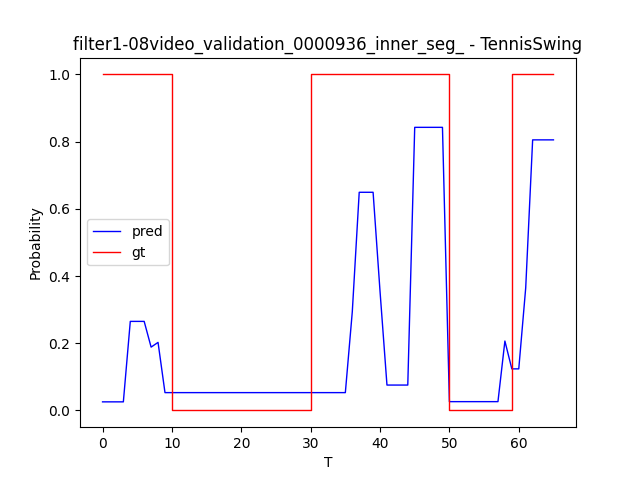 filter1-08video_validation_0000936_inner_seg_ - TennisSwing
1.0
0.8
0.6
0.4
0.2
0.0
Probability
pred
gt
0 10 20 30 40 50 60
T